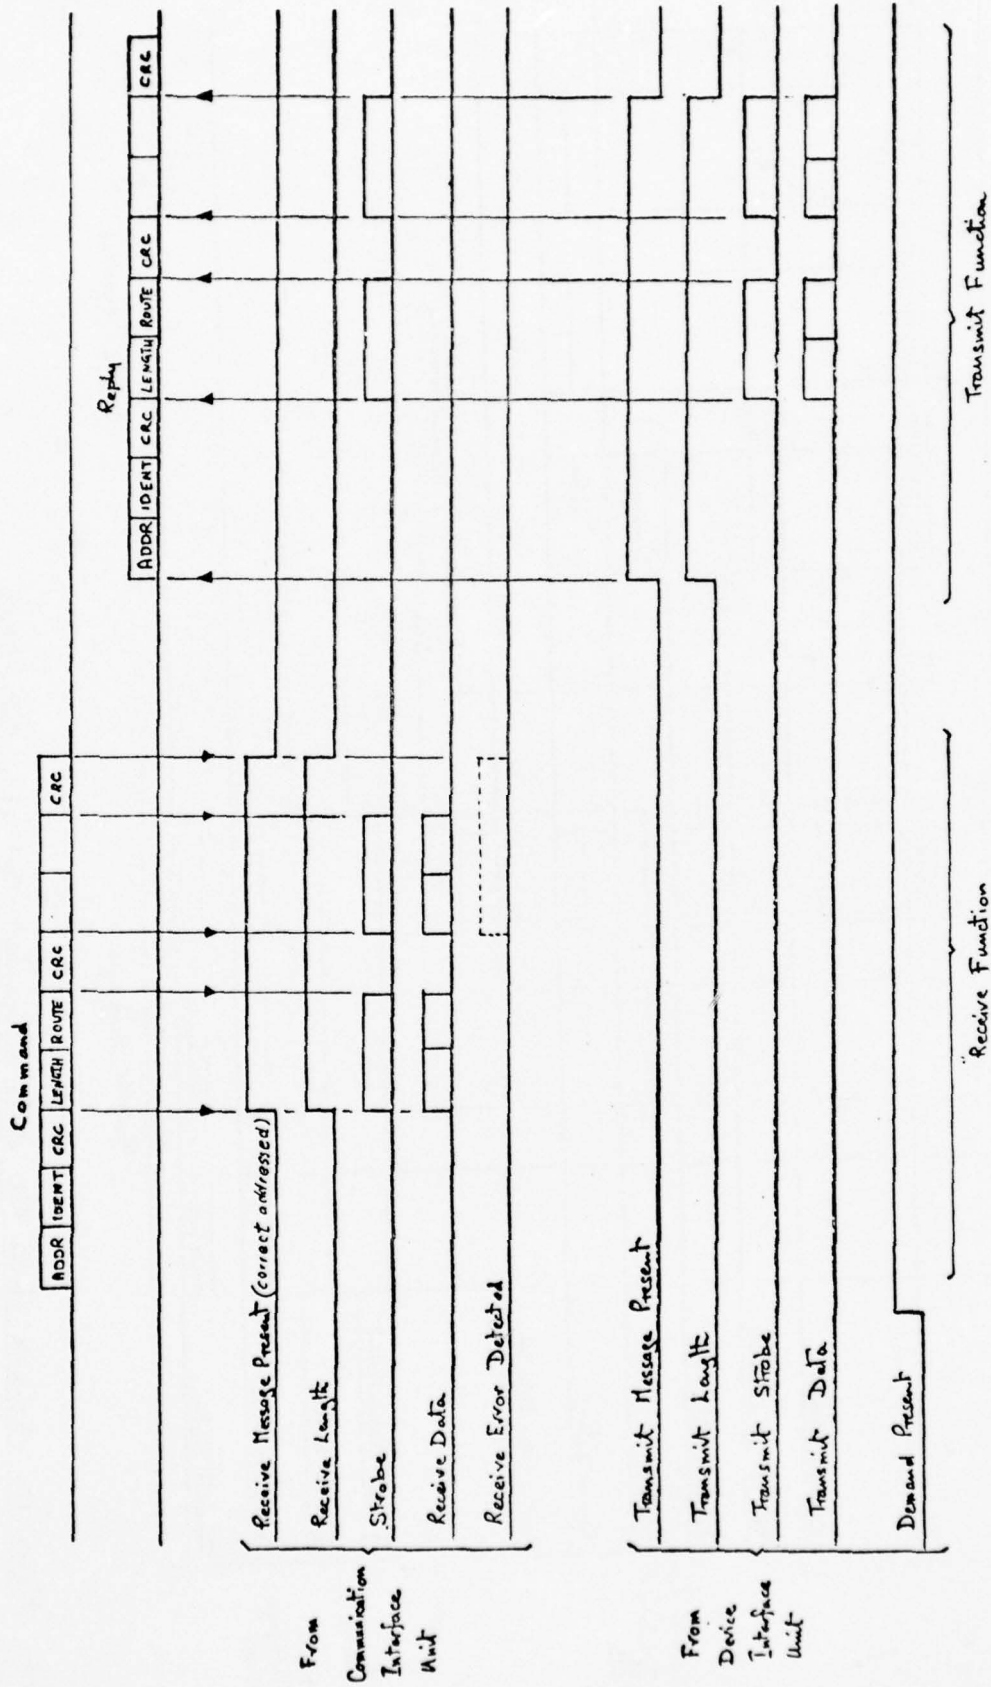 Command
ADDR IDENT CRC LENGTH ROUTE CRC CRC
Reply
ADDR IDENT CRC LENGTH ROUTE CRC CRC
From
Communication
Interface
Unit
Receive Message Present (correct addressed)
Receive Length
Strobe
Receive Data
Receive Error Detected
From
Device
Interface
Unit
Transmit Message Present
Transmit Length
Transmit Strobe
Transmit Data
Demand Present
Receive Function
Transmit Function